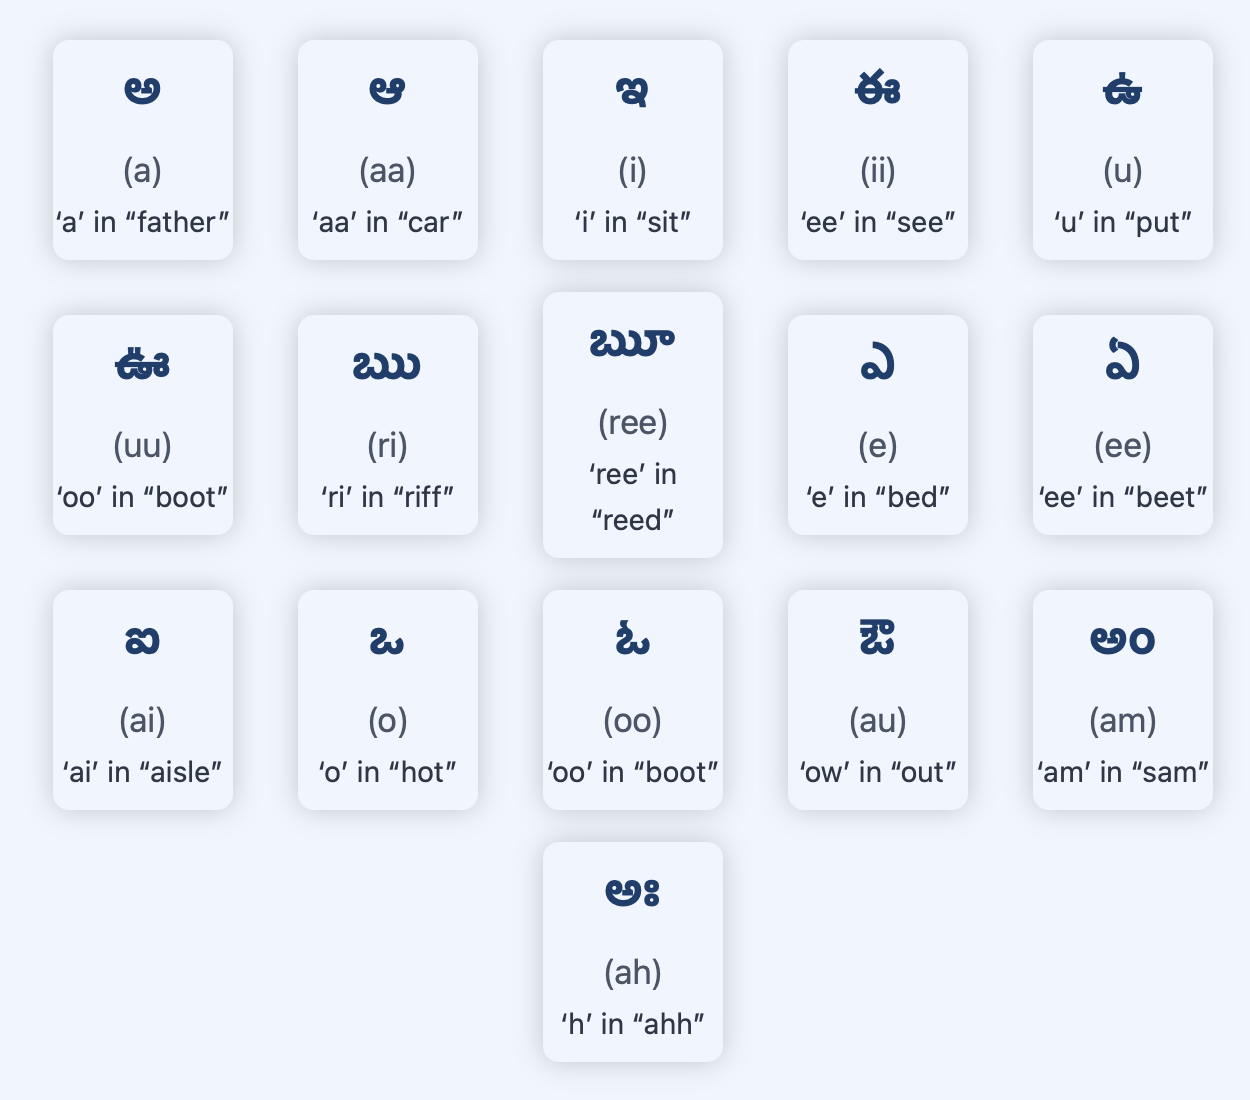 అ
(a)
‘a’ in “father”
ఆ
(aa)
‘aa’ in “car”
ఇ
(i)
‘i’ in “sit”
ఈ
(ii)
‘ee’ in “see”
ఉ
(u)
‘u’ in “put”
ఊ
(uu)
‘oo’ in “boot”
ఋ
(ri)
‘ri’ in “riff”
ౠ
(ree)
‘ree’ in
“reed”
ఎ
(e)
‘e’ in “bed”
ఏ
(ee)
‘ee’ in “beet”
ఐ
(ai)
‘ai’ in “aisle”
ఒ
(o)
‘o’ in “hot”
ఓ
(oo)
‘oo’ in “boot”
ఔ
(au)
‘ow’ in “out”
అం
(am)
‘am’ in “sam”
అః
(ah)
‘h’ in “ahh”